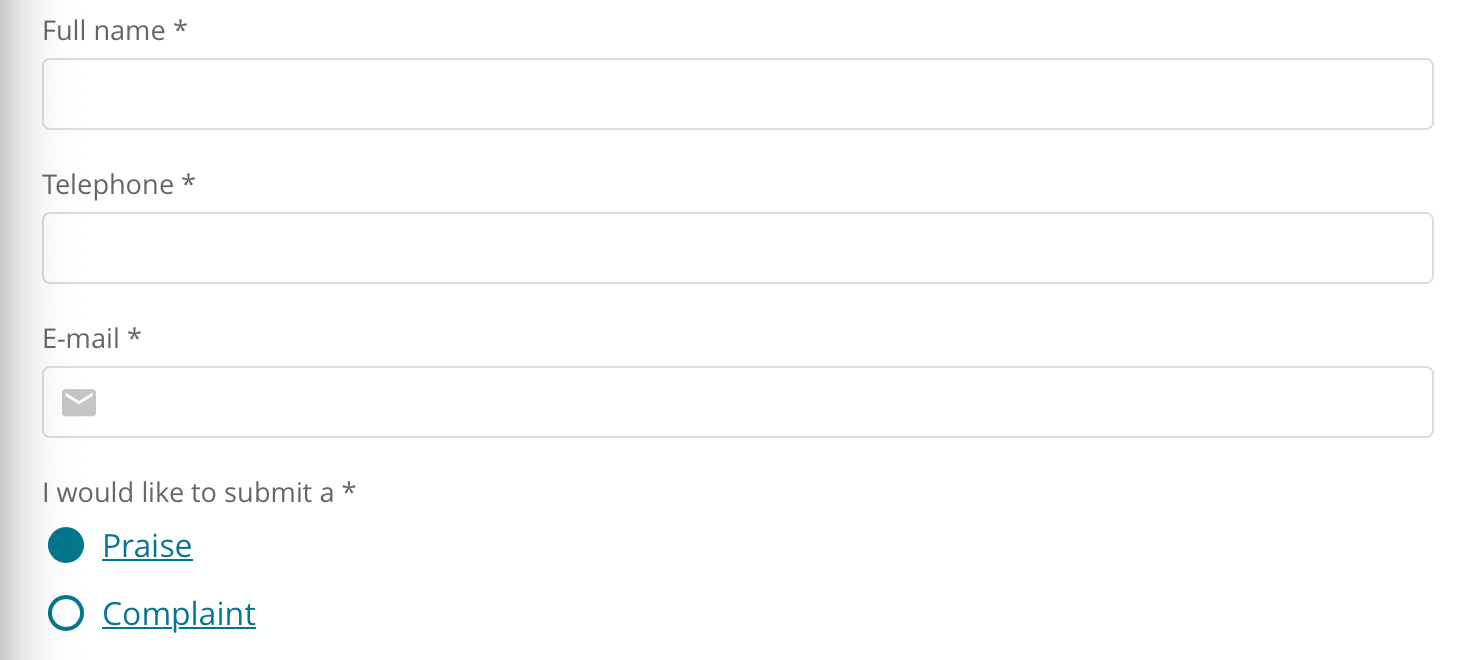 Full name *
Telephone *
E-mail *
I would like to submit a *
Praise
Complaint